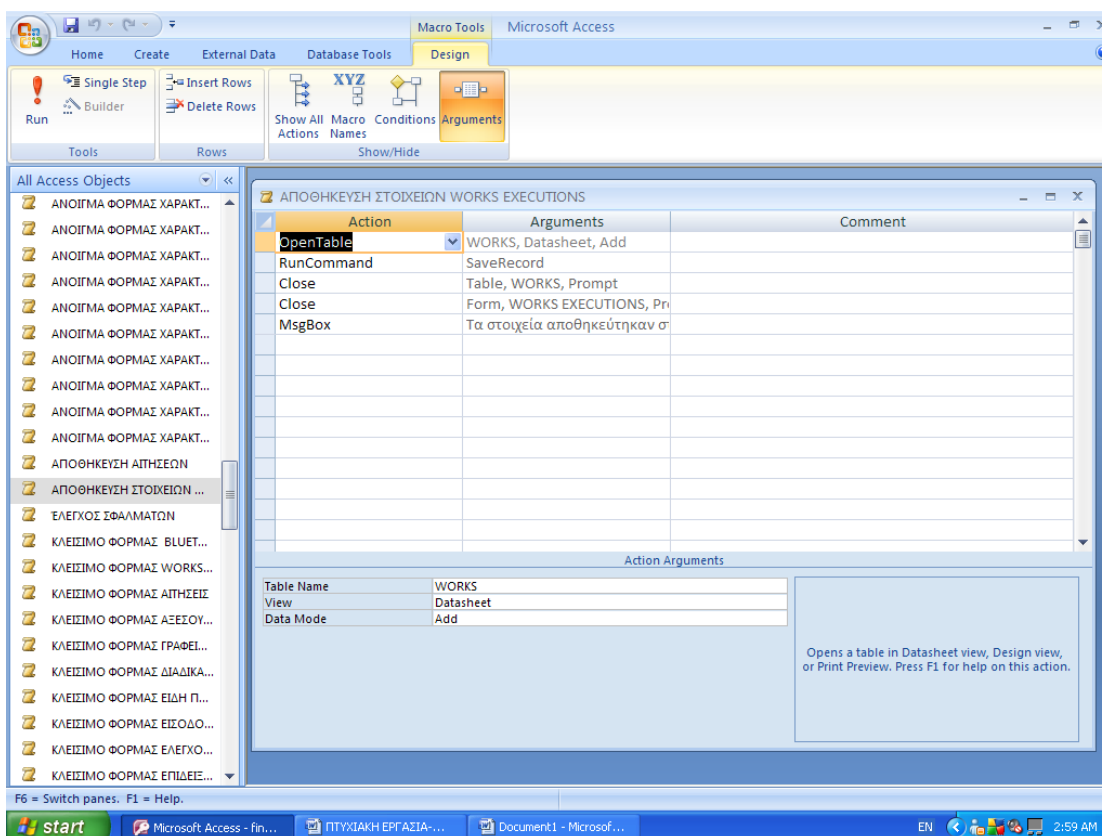 Macro Tools Microsoft Access
Home Create External Data Database Tools Design
Run
Single Step
Builder
Tools
Insert Rows
Delete Rows
Rows
Show All Actions
Macro Names
Conditions
Arguments
Show/Hide
All Access Objects
ΑΝΟΙΓΜΑ ΦΟΡΜΑΣ ΧΑΡΑΚΤ...
ΑΝΟΙΓΜΑ ΦΟΡΜΑΣ ΧΑΡΑΚΤ...
ΑΝΟΙΓΜΑ ΦΟΡΜΑΣ ΧΑΡΑΚΤ...
ΑΝΟΙΓΜΑ ΦΟΡΜΑΣ ΧΑΡΑΚΤ...
ΑΝΟΙΓΜΑ ΦΟΡΜΑΣ ΧΑΡΑΚΤ...
ΑΝΟΙΓΜΑ ΦΟΡΜΑΣ ΧΑΡΑΚΤ...
ΑΝΟΙΓΜΑ ΦΟΡΜΑΣ ΧΑΡΑΚΤ...
ΑΝΟΙΓΜΑ ΦΟΡΜΑΣ ΧΑΡΑΚΤ...
ΑΝΟΙΓΜΑ ΦΟΡΜΑΣ ΧΑΡΑΚΤ...
ΑΝΟΙΓΜΑ ΦΟΡΜΑΣ ΧΑΡΑΚΤ...
ΑΠΟΘΗΚΕΥΣΗ ΑΙΤΗΣΕΩΝ
ΑΠΟΘΗΚΕΥΣΗ ΣΤΟΙΧΕΙΩΝ ...
ΈΛΕΓΧΟΣ ΣΦΑΛΜΑΤΩΝ
ΚΛΕΙΣΙΜΟ ΦΟΡΜΑΣ BLUET...
ΚΛΕΙΣΙΜΟ ΦΟΡΜΑΣ WORKS...
ΚΛΕΙΣΙΜΟ ΦΟΡΜΑΣ ΑΙΤΗΣΕΙΣ
ΚΛΕΙΣΙΜΟ ΦΟΡΜΑΣ ΑΞΕΣΟΥ...
ΚΛΕΙΣΙΜΟ ΦΟΡΜΑΣ ΓΡΑΦΕΙ...
ΚΛΕΙΣΙΜΟ ΦΟΡΜΑΣ ΔΙΑΔΙΚΑ...
ΚΛΕΙΣΙΜΟ ΦΟΡΜΑΣ ΕΙΔΗ Π...
ΚΛΕΙΣΙΜΟ ΦΟΡΜΑΣ ΕΙΣΟΔΟ...
ΚΛΕΙΣΙΜΟ ΦΟΡΜΑΣ ΕΛΕΓΧΟ...
ΚΛΕΙΣΙΜΟ ΦΟΡΜΑΣ ΕΠΙΔΕΙΞ...
ΑΠΟΘΗΚΕΥΣΗ ΣΤΟΙΧΕΙΩΝ WORKS EXECUTIONS
Action Arguments Comment
OpenTable WORKS, Datasheet, Add
RunCommand SaveRecord
Close Table, WORKS, Prompt
Close Form, WORKS EXECUTIONS, Pr
MsgBox Τα στοιχεία αποθηκεύτηκαν στ
Action Arguments
Table Name WORKS
View Datasheet
Data Mode Add
Opens a table in Datasheet view, Design view,
or Print Preview. Press F1 for help on this action.
F6 = Switch panes. F1 = Help.
start Microsoft Access - fin... ΠΤΥΧΙΑΚΗ ΕΡΓΑΣΙΑ-... Document1 - Microsof... EN 2:59 AM